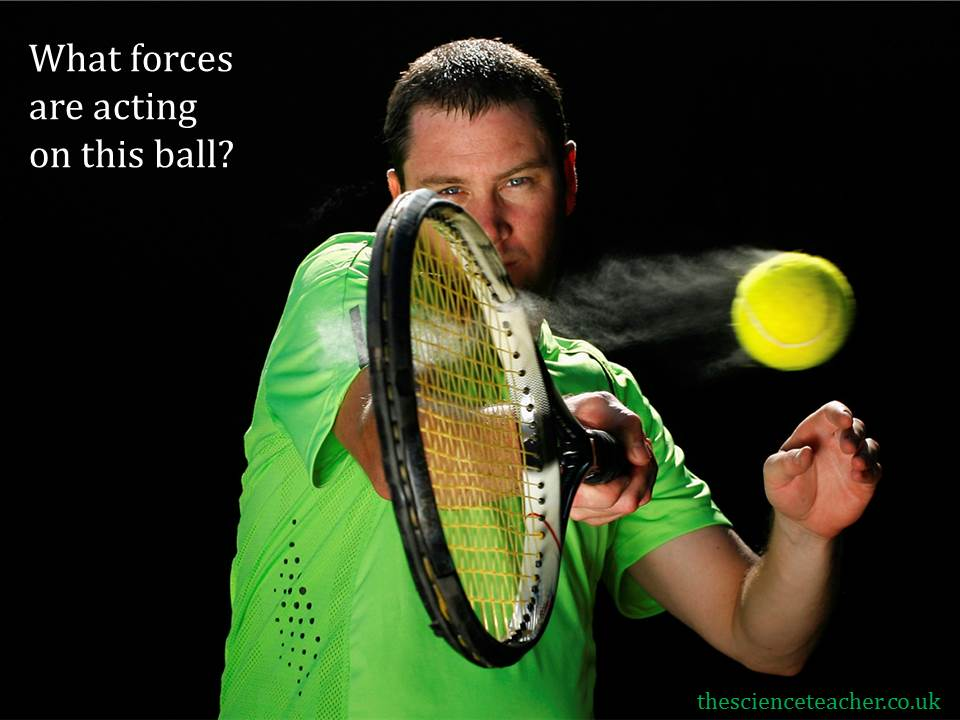 What forces
are acting
on this ball?
thescienceteacher.co.uk